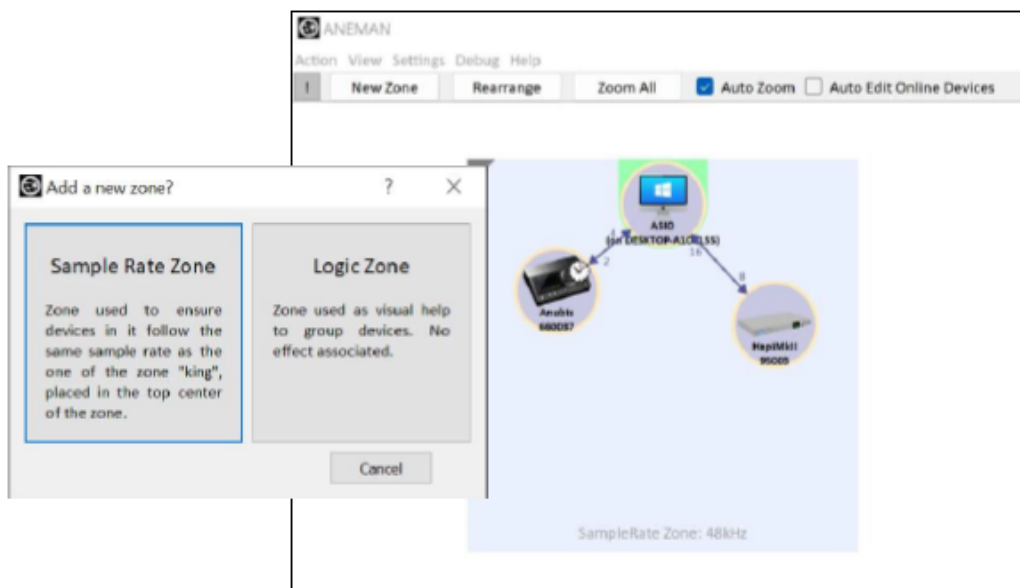 ANEMAN
Action View Settings Debug Help
! New Zone Rearrange Zoom All Auto Zoom Auto Edit Online Devices
Add a new zone? ?
Sample Rate Zone
Zone used to ensure
devices in it follow the
same sample rate as the
one of the zone "king",
placed in the top center
of the zone.
Logic Zone
Zone used as visual help
to group devices. No
effect associated.
Cancel
ASIO
(on
2
16
8
Anubis
HapiMkII
SampleRate Zone: 48kHz